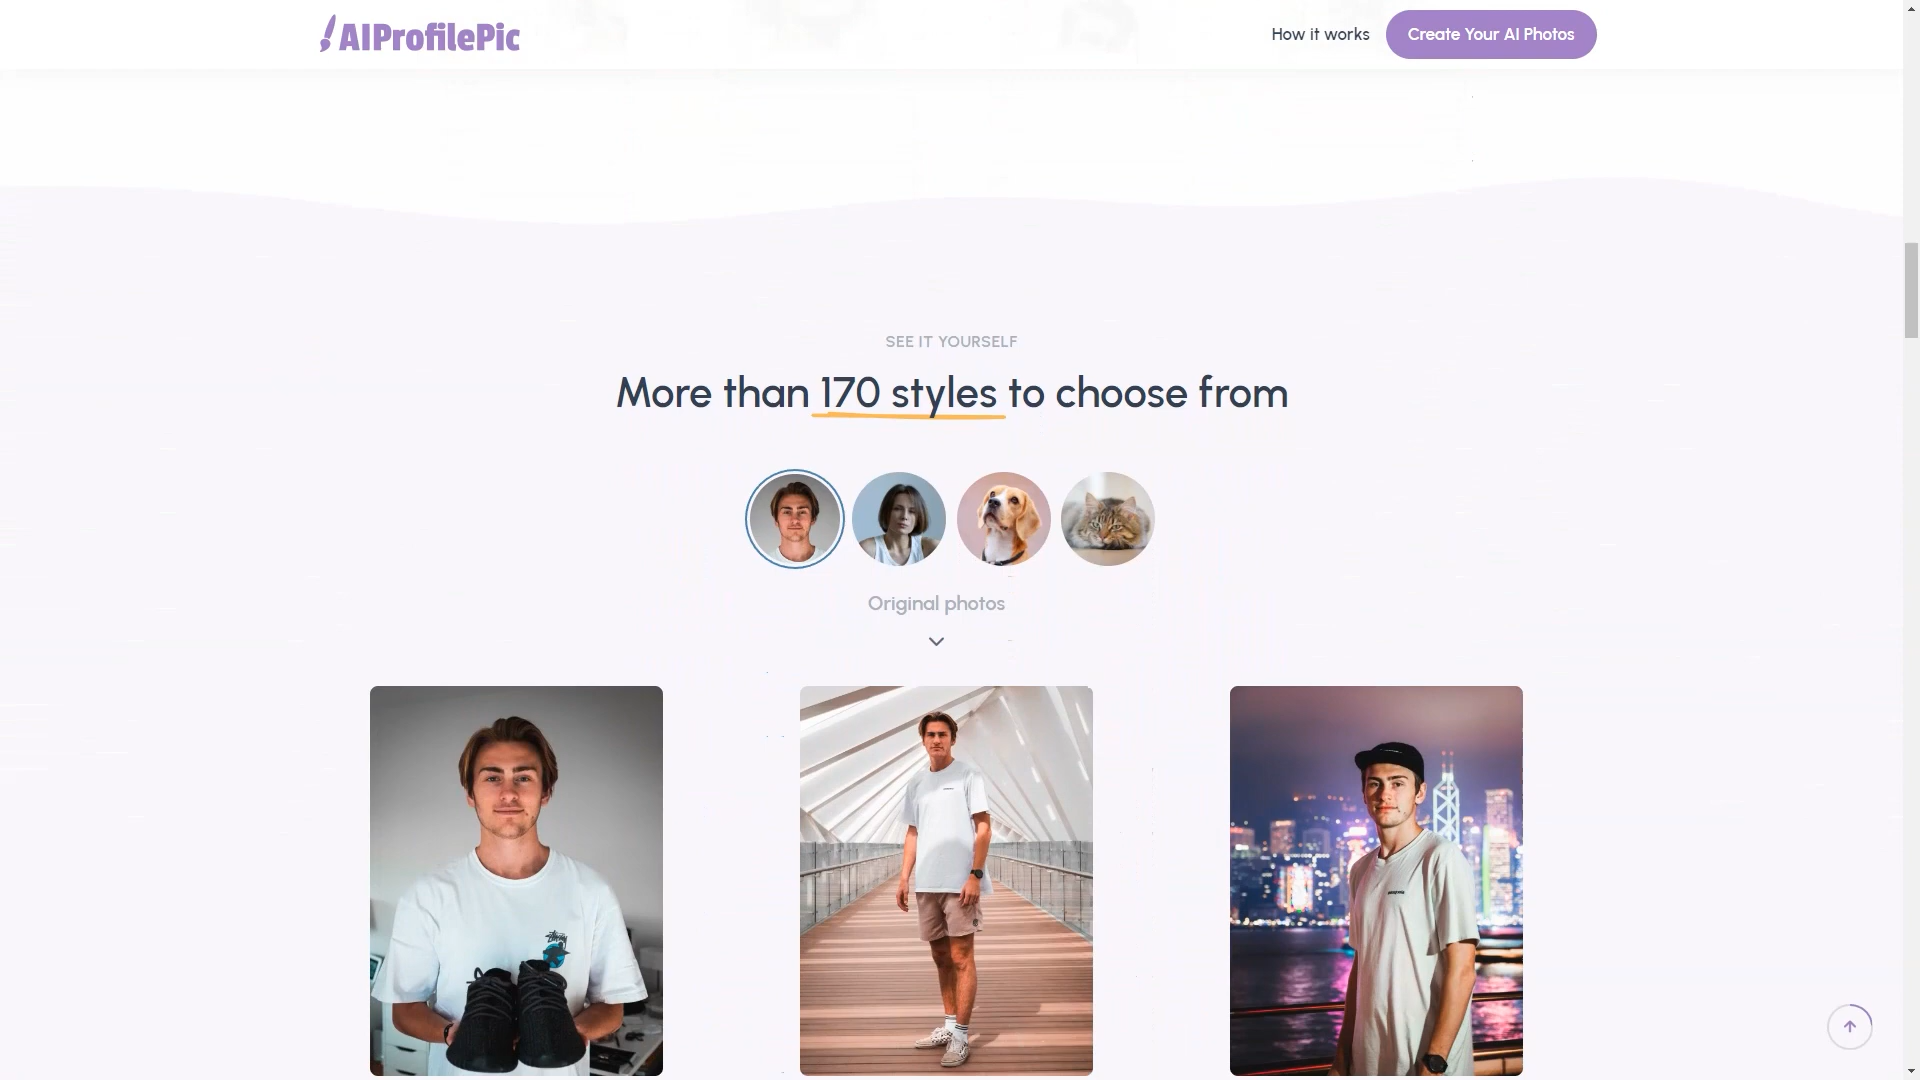 AIProfilePic
How it works
Create Your AI Photos
SEE IT YOURSELF
More than 170 styles to choose from
Original photos